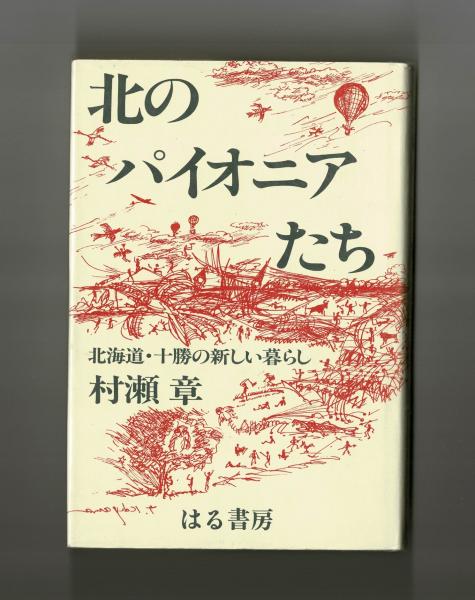 北の
パイオニア
たち
北海道・十勝の新しい暮らし
村瀬 章
はる書房